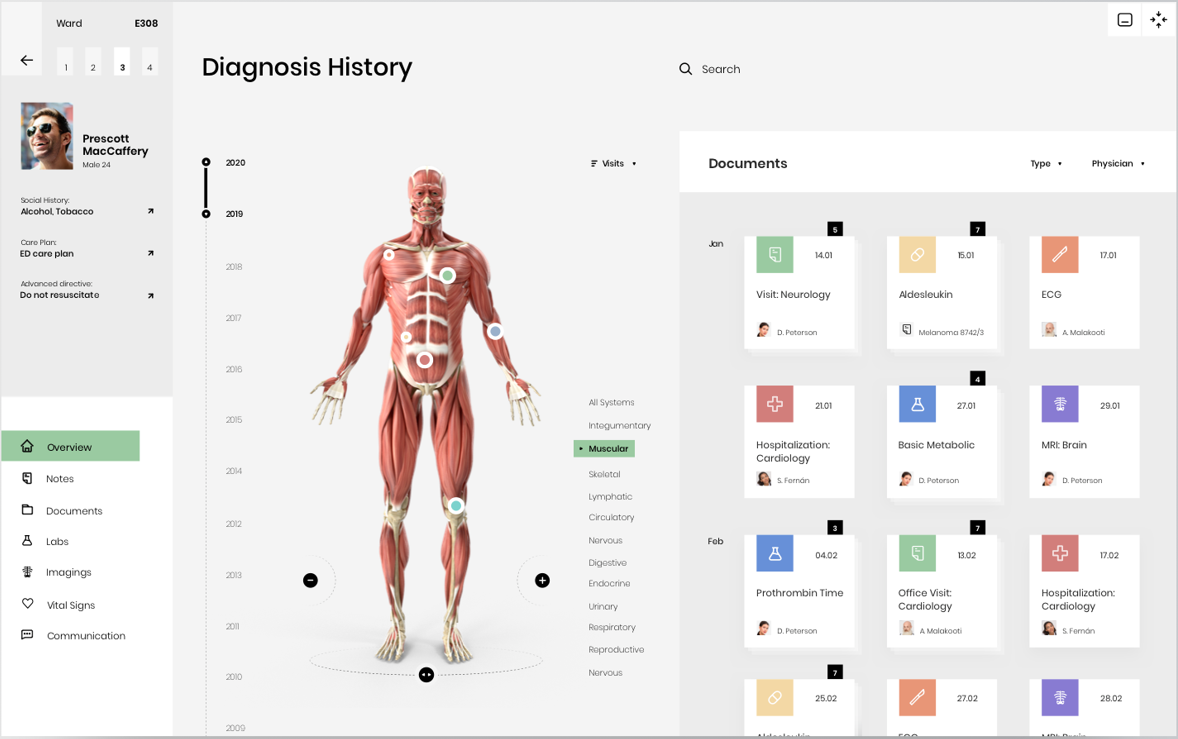 Ward E308
1 2 3 4
Prescott
MacCaffery
Male 24
Social History:
Alcohol, Tobacco
Care Plan:
ED care plan
Advanced directive:
Do not resuscitate
Overview
Notes
Documents
Labs
Imagings
Vital Signs
Communication
Diagnosis History
Search
2020
2019
2018
2017
2016
2015
2014
2012
2013
2011
2010
2009
Visits
All Systems
Integumentary
Muscular
Skeletal
Lymphatic
Circulatory
Nervous
Digestive
Endocrine
Urinary
Respiratory
Reproductive
Nervous
Documents
Type
Physician
Jan
5
14.01
Visit: Neurology
D. Peterson
7
15.01
Aldesleukin
Melanoma 8742/3
17.01
ECG
A. Malakooti
21.01
Hospitalization:
Cardiology
S. Fernán
4
27.01
Basic Metabolic
D. Peterson
29.01
MRI: Brain
D. Peterson
Feb
3
04.02
Prothrombin Time
D. Peterson
7
13.02
Office Visit:
Cardiology
A. Malakooti
17.02
Hospitalization:
Cardiology
S. Fernán
7
25.02
Aldesleukin
27.02
ECG
28.02
MRI: Brain